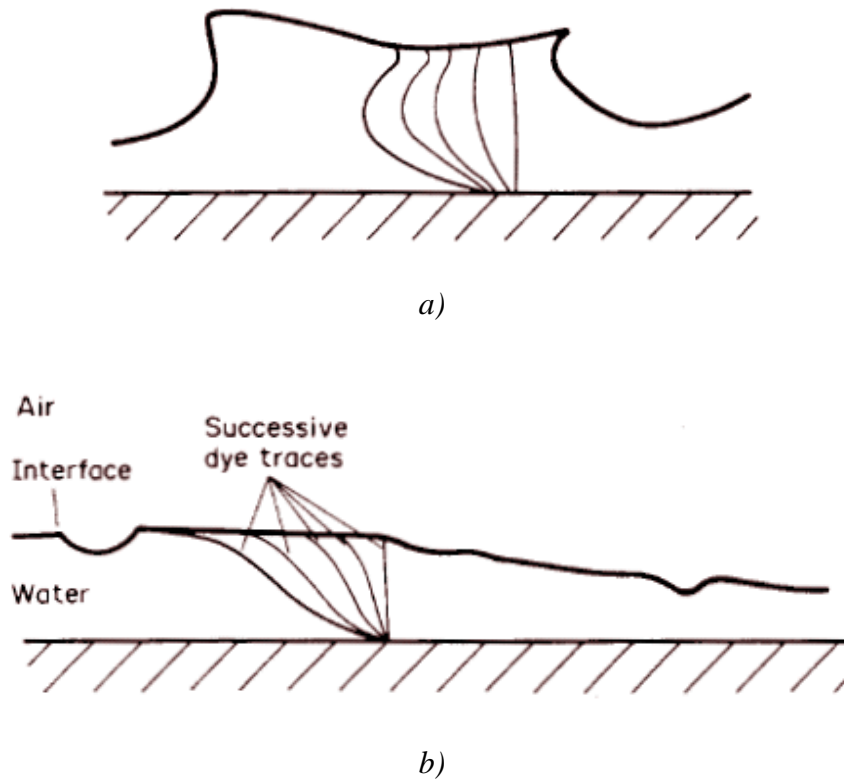 a)
Air
Successive
dye traces
Interface
Water
b)